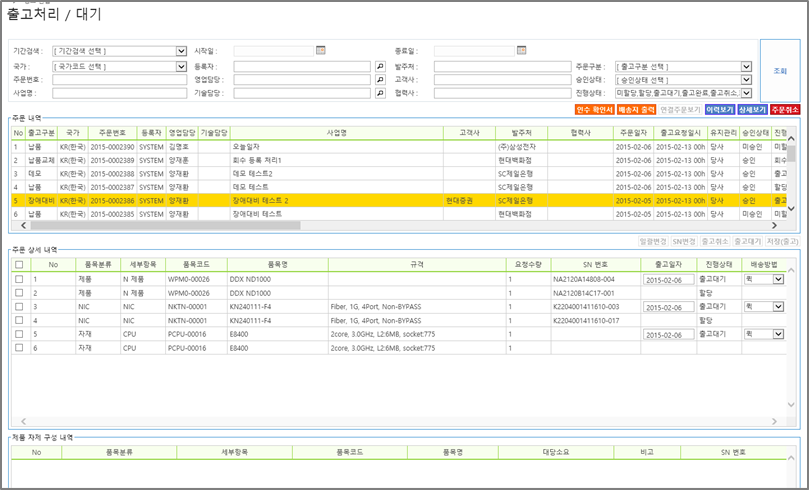 출고처리 / 대기
기간검색 : [ 기간검색 선택 ] 시작일 : 종료일 :
국가 : [ 국가코드 선택 ] 등록자 : 발주처 : 주문구분 : [ 출고구분 선택 ]
주문번호 : 영업담당 : 고객사 : 승인상태 : [ 승인상태 선택 ]
사업명 : 기술담당 : 협력사 : 진행상태 : 미할당,할당,출고대기,출고완료,출고취소,
조회
인수 확인서 배송지 출력 연결주문보기 이력보기 상세보기 주문취소
주문 내역
No 출고구분 국가 주문번호 등록자 영업담당 기술담당 사업명 고객사 발주처 협력사 주문일자 출고요청일시 유지관리 승인상태 진행
1 납품 KR(한국) 2015-0002390 SYSTEM 김명호 오늘일자 (주)삼성전자 2015-02-06 2015-02-13 00h 당사 미승인 미할
2 납품교체 KR(한국) 2015-0002389 SYSTEM 양재훈 회수 등록 처리1 현대백화점 2015-02-06 2015-02-13 00h 당사 승인 미할
3 데모 KR(한국) 2015-0002388 SYSTEM 양재환 데모 테스트2 SC제일은행 2015-02-06 2015-02-13 00h 당사 승인 출고
4 납품 KR(한국) 2015-0002387 SYSTEM 양재환 데모 테스트 SC제일은행 2015-02-06 2015-02-13 00h 당사 승인 미할
5 장애대비 KR(한국) 2015-0002386 SYSTEM 양재환 장애대비 테스트 2 현대증권 SC제일은행 2015-02-05 2015-02-13 00h 당사 승인 출고
6 납품 KR(한국) 2015-0002385 SYSTEM 양재환 장애대비 테스트 현대백화점 2015-02-06 2015-02-13 00h 당사 승인 미할
일괄변경 SN변경 출고취소 출고대기 저장(출고)
주문 상세 내역
No 품목분류 세부항목 품목코드 품목명 규격 요청수량 SN 번호 출고일자 진행상태 배송방법
1 제품 N 제품 WPM0-00026 DDX ND1000 1 NA2120A14808-004 2015-02-06 출고대기 퀵
2 제품 N 제품 WPM0-00026 DDX ND1000 1 NA2120814C17-001 할당
3 NIC NIC NKTN-00001 KN240111-F4 Fiber, 1G, 4Port, Non-BYPASS 1 K2204001411610-003 2015-02-06 출고대기 퀵
4 NIC NIC NKTN-00001 KN240111-F4 Fiber, 1G, 4Port, Non-BYPASS 1 K2204001411610-017 할당
5 자재 CPU PCPU-00016 E8400 2core, 3.0GHz, L2:6MB, socket:775 1 2015-02-06 출고대기 퀵
6 자재 CPU PCPU-00016 E8400 2core, 3.0GHz, L2:6MB, socket:775 1
제품 자재 구성 내역
No 품목분류 세부항목 품목코드 품목명 대당소요 비고 SN 번호